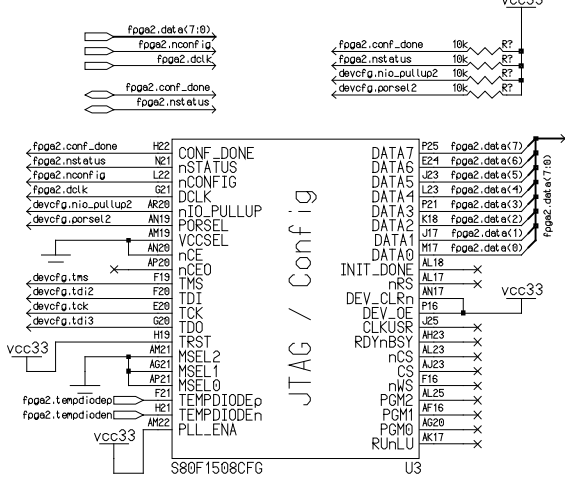 vcc33
fpga2.data(7:0)
fpga2.nconfig
fpga2.dclk
fpga2.conf_done
fpga2.nstatus
fpga2.conf_done 10k R?
fpga2.nstatus 10k R?
devcfg.nio_pullup2 10k R?
devcfg.porsel2 10k R?
fpga2.conf_done H22 CONF_DONE
fpga2.nstatus N21 nSTATUS
fpga2.nconfig L22 nCONFIG
fpga2.dclk G21 DCLK
devcfg.nio_pullup2 AR20 nIO_PULLUP
devcfg.porsel2 AN19 PORSEL
AM19 VCCSEL
AN20 nCE
AP20 nCEO
devcfg.tms F19 TMS
devcfg.tdi2 F20 TDI
devcfg.tck E20 TCK
devcfg.tdi3 G20 TDO
vcc33 H19 TRST
AM21 MSEL2
AG21 MSEL1
AP21 MSEL0
fpga2.tempdiodep F21 TEMPDIODEp
fpga2.tempdioden H21 TEMPDIODEn
vcc33 AM22 PLL_ENA
JTAG / Config
DATA7 P25 fpga2.data(7)
DATA6 E24 fpga2.data(6)
DATA5 J23 fpga2.data(5)
DATA4 L23 fpga2.data(4)
DATA3 P21 fpga2.data(3)
DATA2 K18 fpga2.data(2)
DATA1 J17 fpga2.data(1)
DATA0 M17 fpga2.data(0)
fpga2.data(7:0)
INIT_DONE AL18
nRS AL17
DEV_CLRn AN17
DEV_OE P16
vcc33
CLKUSR J25
RDYnBSY AH23
nCS AL23
CS AJ23
nWS F16
PGM2 AL25
PGM1 AF16
PGM0 AG20
RUnLU AK17
S80F1508CFG U3